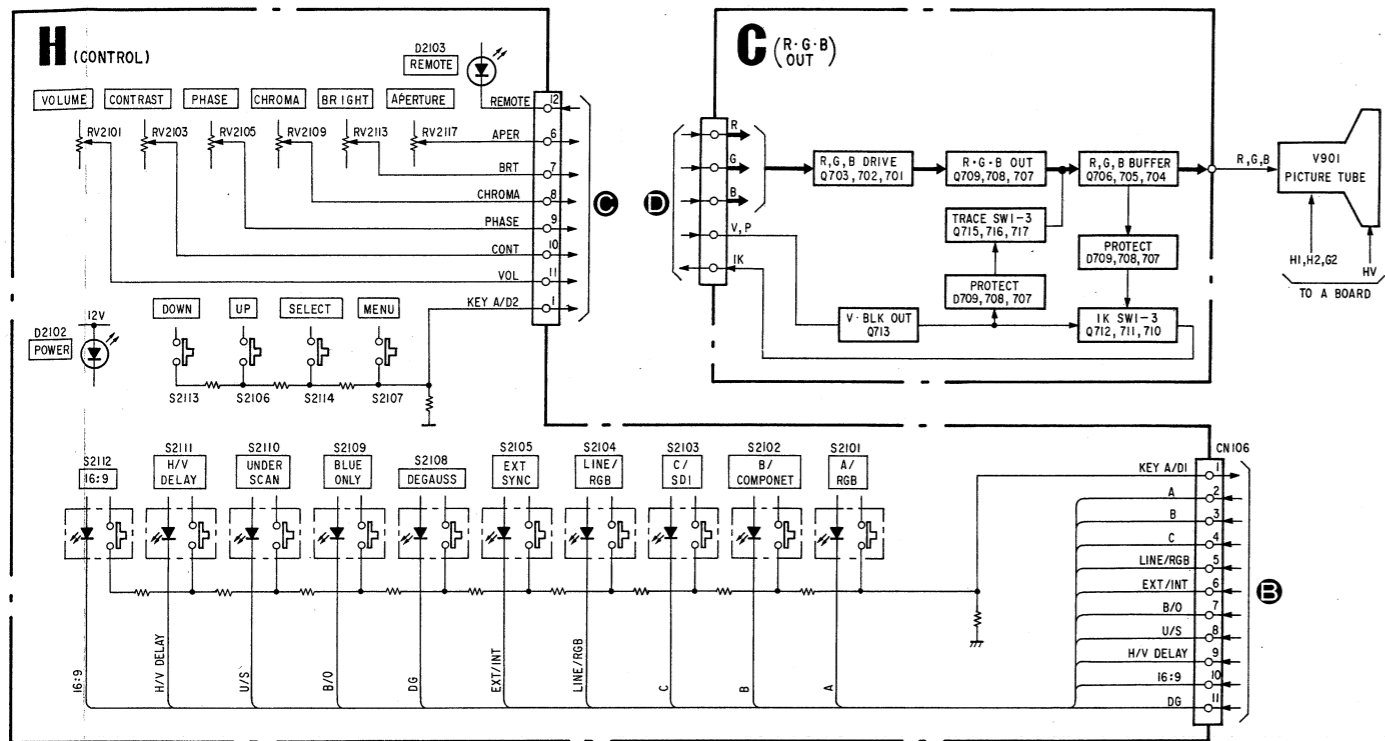 H (CONTROL)
D2103
REMOTE
VOLUME
CONTRAST
PHASE
CHROMA
BRIGHT
APERTURE
RV2101
RV2103
RV2105
RV2109
RV2113
RV2117
REMOTE 12
APER 6
BRT 7
CHROMA 8
PHASE 9
CONT 10
VOL 11
KEY A/D2 1
C
12V
D2102
POWER
DOWN
UP
SELECT
MENU
S2113
S2106
S2114
S2107
C (R·G·B OUT)
D
R
G
B
V,P
IK
R,G,B DRIVE
Q703, 702, 701
R·G·B OUT
Q709, 708, 707
R,G,B BUFFER
Q706, 705, 704
TRACE SW1-3
Q715, 716, 717
PROTECT
D709, 708, 707
PROTECT
D709, 708, 707
V·BLK OUT
Q713
IK SW1-3
Q712, 711, 710
R,G,B
V901
PICTURE TUBE
H1,H2,G2
HV
TO A BOARD
S2112
16:9
S2111
H/V
DELAY
S2110
UNDER
SCAN
S2109
BLUE
ONLY
S2108
DEGAUSS
S2105
EXT
SYNC
S2104
LINE/
RGB
S2103
C/
SDI
S2102
B/
COMPONET
S2101
A/
RGB
16:9
H/V DELAY
U/S
B/O
DG
EXT/INT
LINE/RGB
C
B
A
CN106
KEY A/D1 1
A 2
B 3
C 4
LINE/RGB 5
EXT/INT 6
B/O 7
U/S 8
H/V DELAY 9
16:9 10
DG 11
B